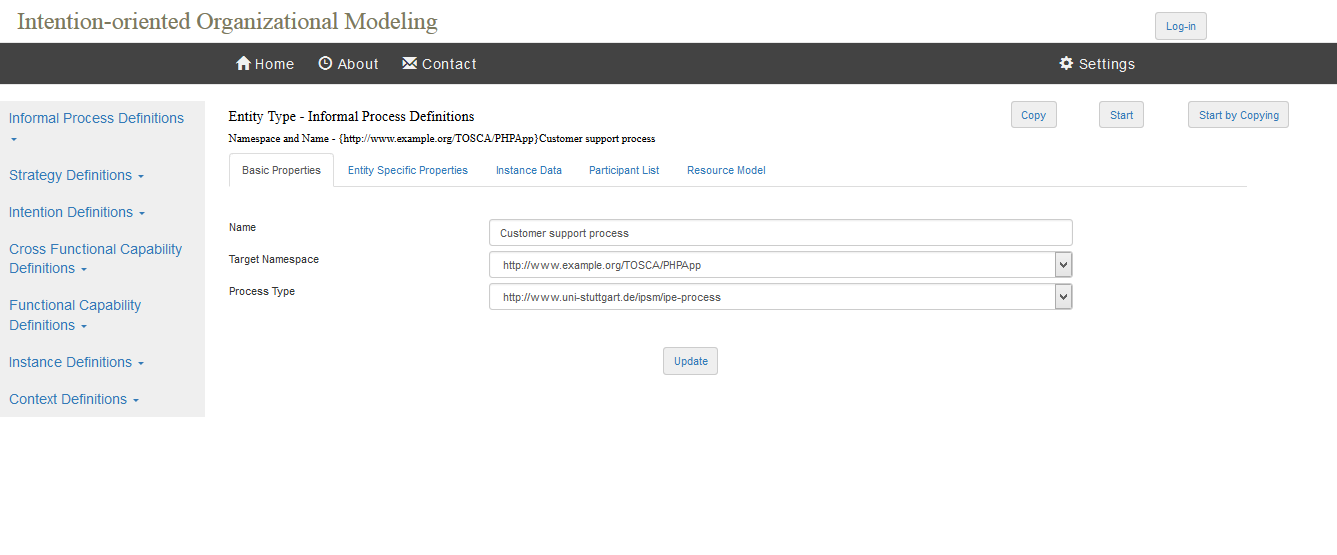 Intention-oriented Organizational Modeling
Log-in
Home
About
Contact
Settings
Informal Process Definitions
Strategy Definitions
Intention Definitions
Cross Functional Capability
Definitions
Functional Capability
Definitions
Instance Definitions
Context Definitions
Entity Type - Informal Process Definitions
Copy
Start
Start by Copying
Namespace and Name - {http://www.example.org/TOSCA/PHPApp}Customer support process
Basic Properties
Entity Specific Properties
Instance Data
Participant List
Resource Model
Name
Customer support process
Target Namespace
http://www.example.org/TOSCA/PHPApp
Process Type
http://www.uni-stuttgart.de/ipsm/ipe-process
Update